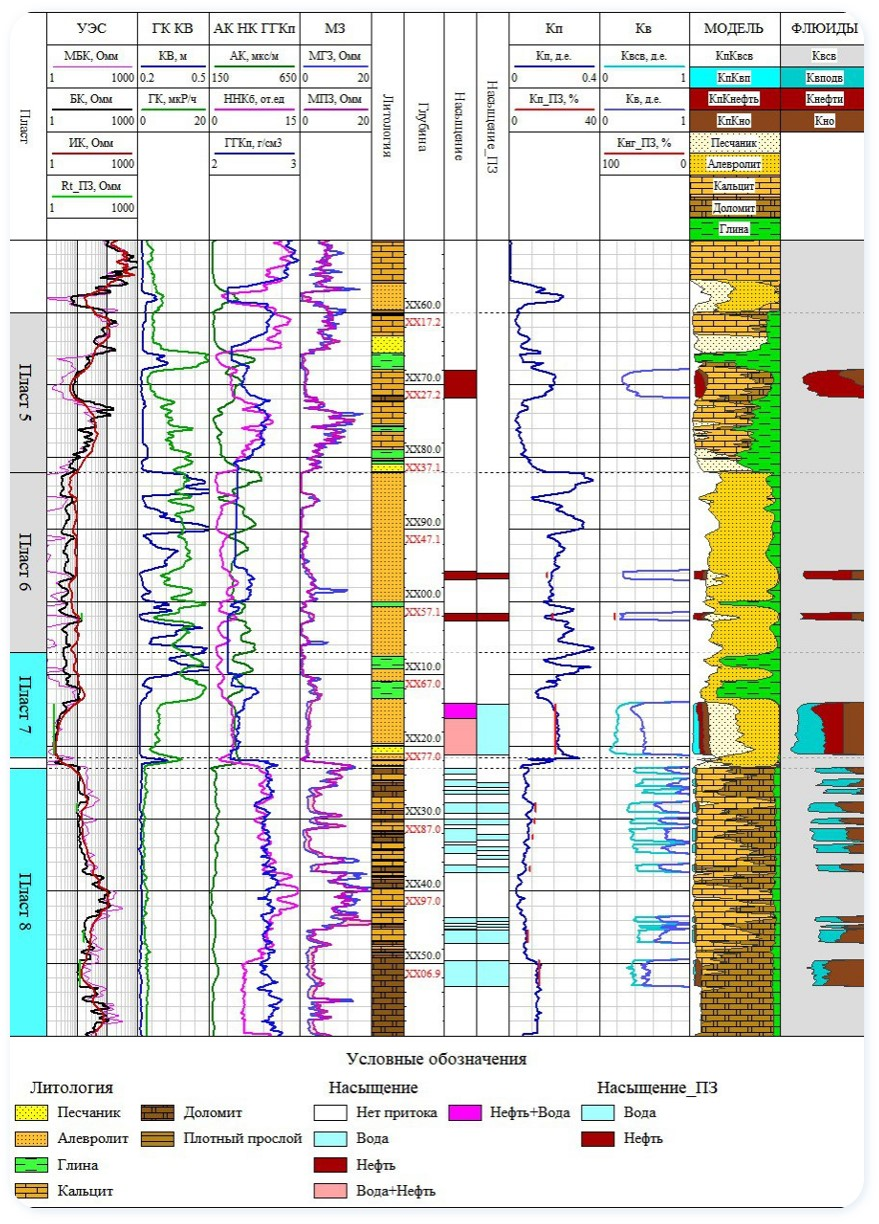 УЭС ГК КВ АК НК ГГКп МЗ Кп Кв МОДЕЛЬ ФЛЮИДЫ
МБК, Омм КВ, м АК, мкс/м МГЗ, Омм Кп, д.е. Квсв, д.е. КпКвсв Квсв
1 1000 0.2 0.5 150 650 0 20 0 0.4 0 1 КпКвп Квподв
БК, Омм ГК, мкР/ч ННКб, от.ед МПЗ, Омм Кп_ПЗ, % Кв, д.е. КпКнефть Кнефти
1 1000 0 20 0 15 0 20 0 40 0 1 КпКно Кно
ИК, Омм ГГКп, г/см3 Кнг_ПЗ, % Песчаник
1 1000 2 3 100 0 Алевролит
Rt_ПЗ, Омм Кальцит
1 1000 Доломит
Глина
Пласт
Литология
Глубина
Насыщение
Насыщение_ПЗ
XX60.0
XX17.2
Пласт 5
XX70.0
XX27.2
XX80.0
XX37.1
Пласт 6
XX90.0
XX47.1
XX00.0
XX57.1
Пласт 7
XX10.0
XX67.0
XX20.0
XX77.0
Пласт 8
XX30.0
XX87.0
XX40.0
XX97.0
XX50.0
XX06.9
Условные обозначения
Литология Насыщение Насыщение_ПЗ
Песчаник Доломит Нет притока Нефть+Вода Вода
Алевролит Плотный прослой Вода Нефть
Глина Нефть
Кальцит Вода+Нефть